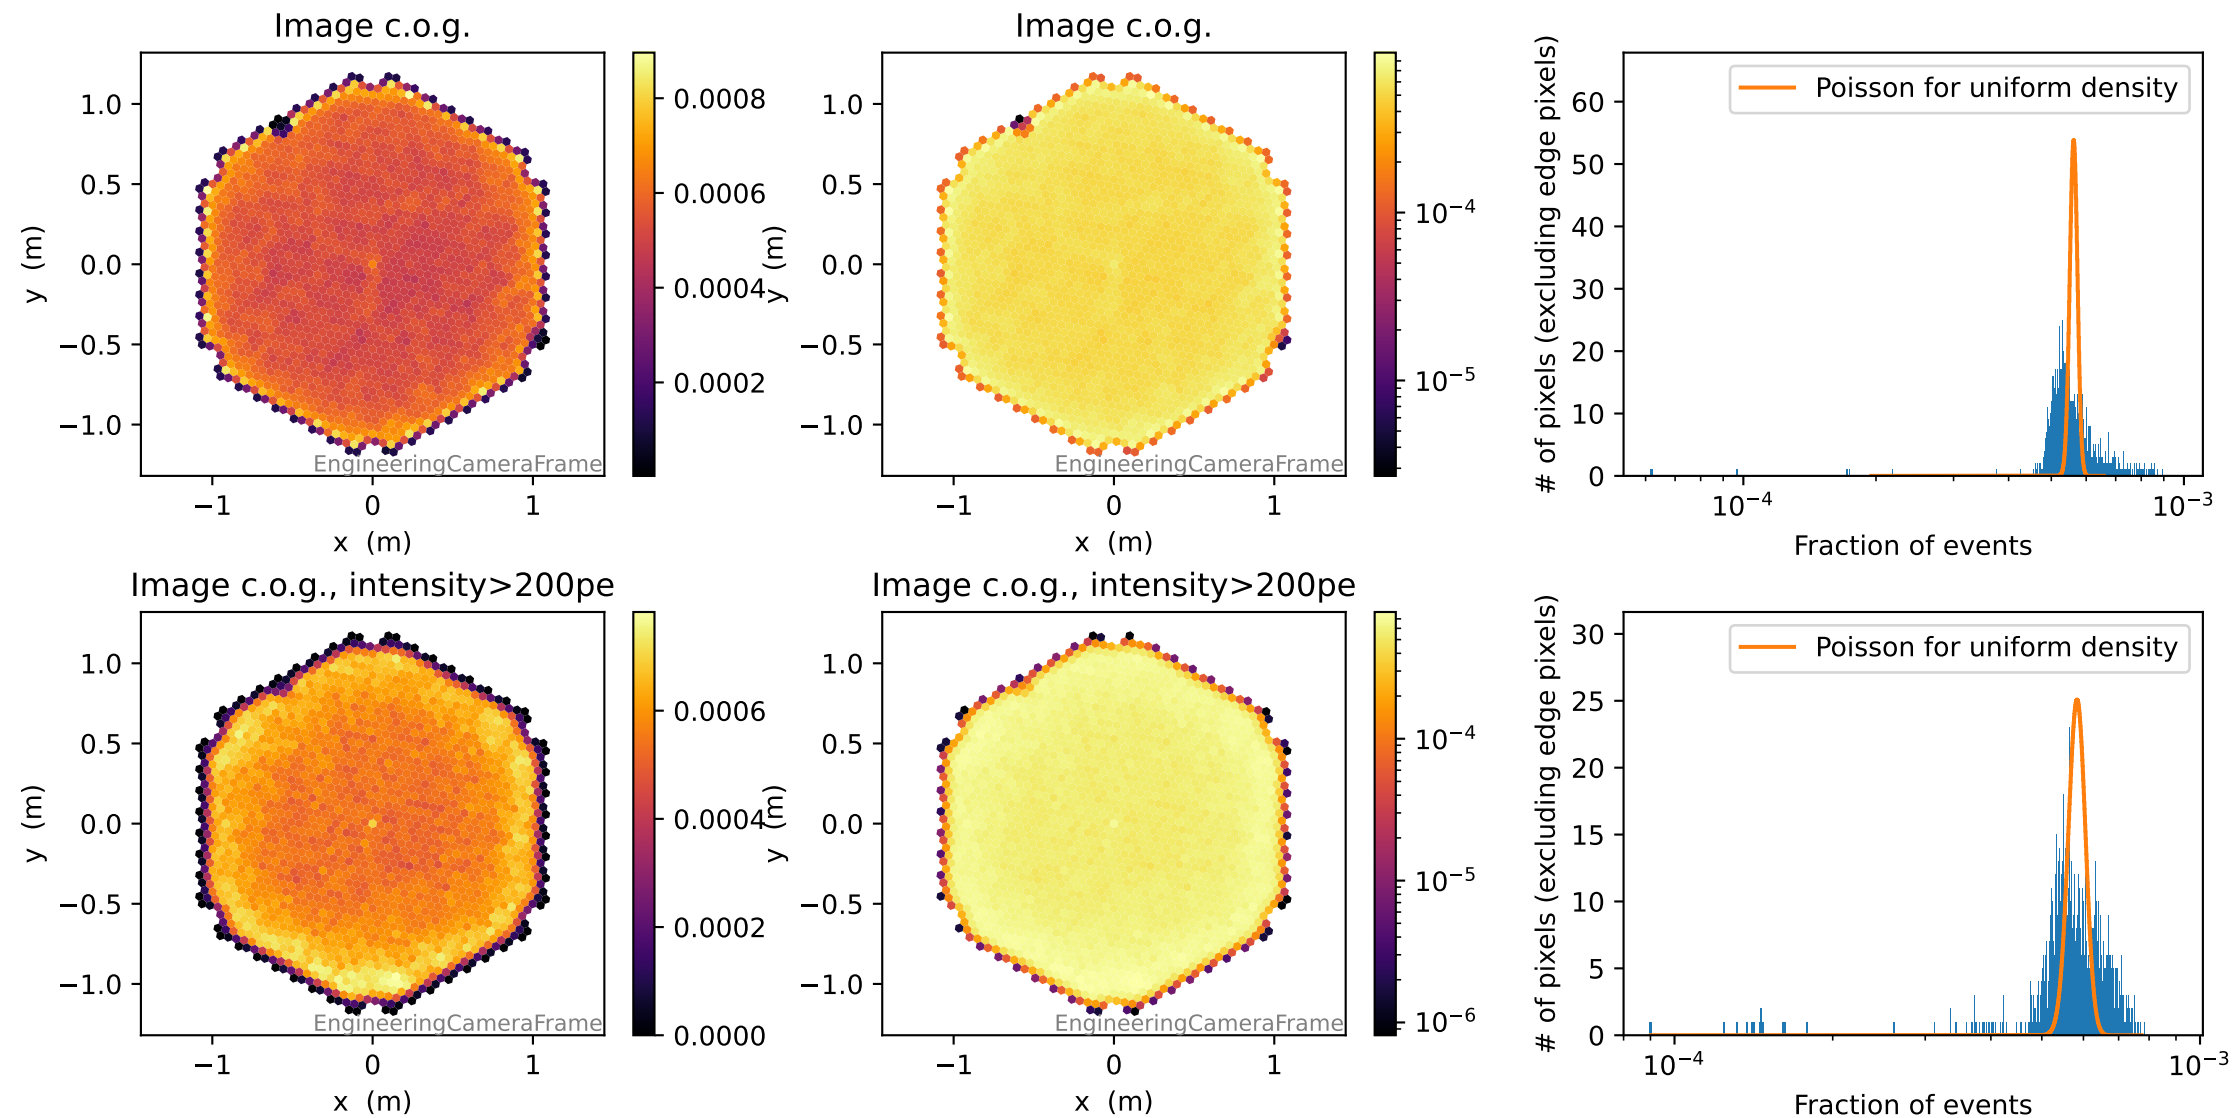 Image c.o.g.
1.0
0.5
0.0
−0.5
−1.0
y (m)
−1
0
1
x (m)
EngineeringCameraFrame
0.0008
0.0006
0.0004
0.0002
Image c.o.g.
1.0
0.5
0.0
−0.5
−1.0
y (m)
−1
0
1
x (m)
EngineeringCameraFrame
10⁻⁴
10⁻⁵
Poisson for uniform density
60
50
40
30
20
10
0
# of pixels (excluding edge pixels)
10⁻⁴
10⁻³
Fraction of events
Image c.o.g., intensity>200pe
1.0
0.5
0.0
−0.5
−1.0
y (m)
−1
0
1
x (m)
EngineeringCameraFrame
0.0006
0.0004
0.0002
0.0000
Image c.o.g., intensity>200pe
1.0
0.5
0.0
−0.5
−1.0
y (m)
−1
0
1
x (m)
EngineeringCameraFrame
10⁻⁴
10⁻⁵
10⁻⁶
Poisson for uniform density
30
25
20
15
10
5
0
# of pixels (excluding edge pixels)
10⁻⁴
10⁻³
Fraction of events